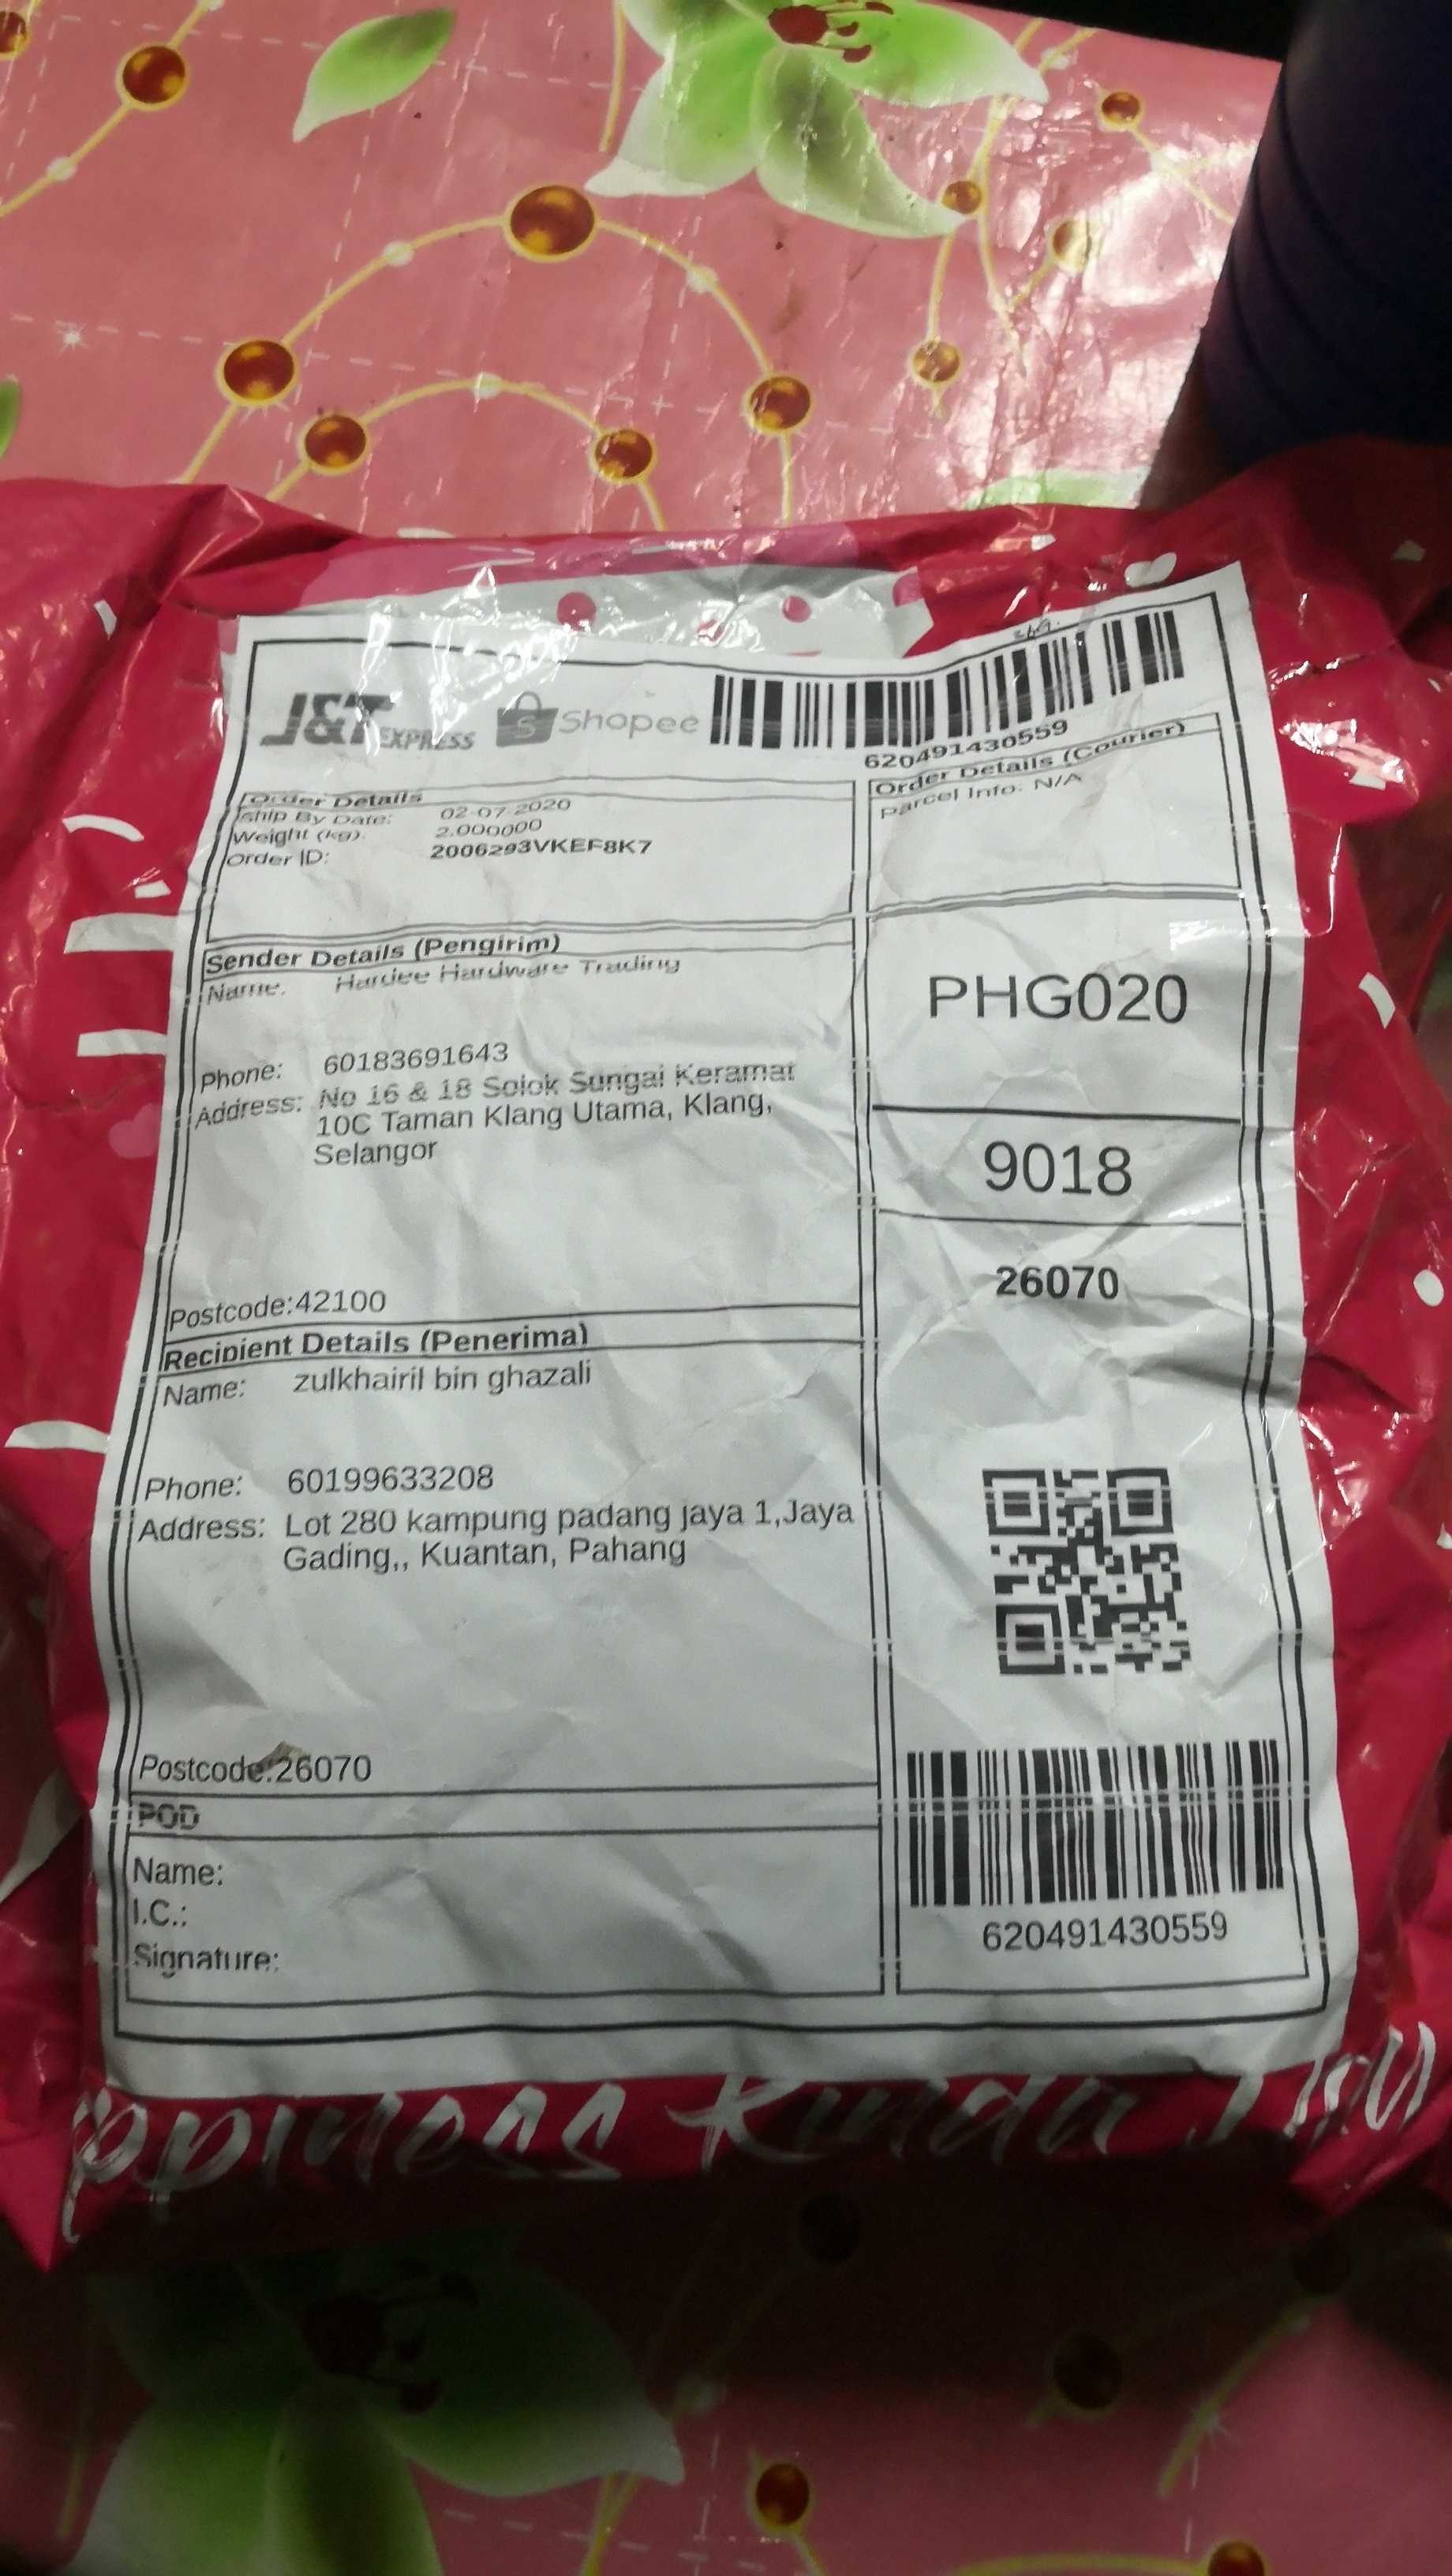 J&T EXPRESS
Shopee
620491430559
Order Details
Ship By Date: 02-07-2020
Weight (kg): 2.000000
Order ID: 2006293VKEF8K7
Order Details (Courier)
Parcel Info: N/A
Sender Details (Pengirim)
Name: Hardee Hardware Trading
Phone: 60183691643
Address: No 16 & 18 Solok Sungai Keramat
10C Taman Klang Utama, Klang,
Selangor
Postcode:42100
PHG020
9018
26070
Recipient Details (Penerima)
Name: zulkhairil bin ghazali
Phone: 60199633208
Address: Lot 280 kampung padang jaya 1,Jaya
Gading,, Kuantan, Pahang
Postcode:26070
POD
Name:
I.C.:
Signature:
620491430559
ppiness Kinda